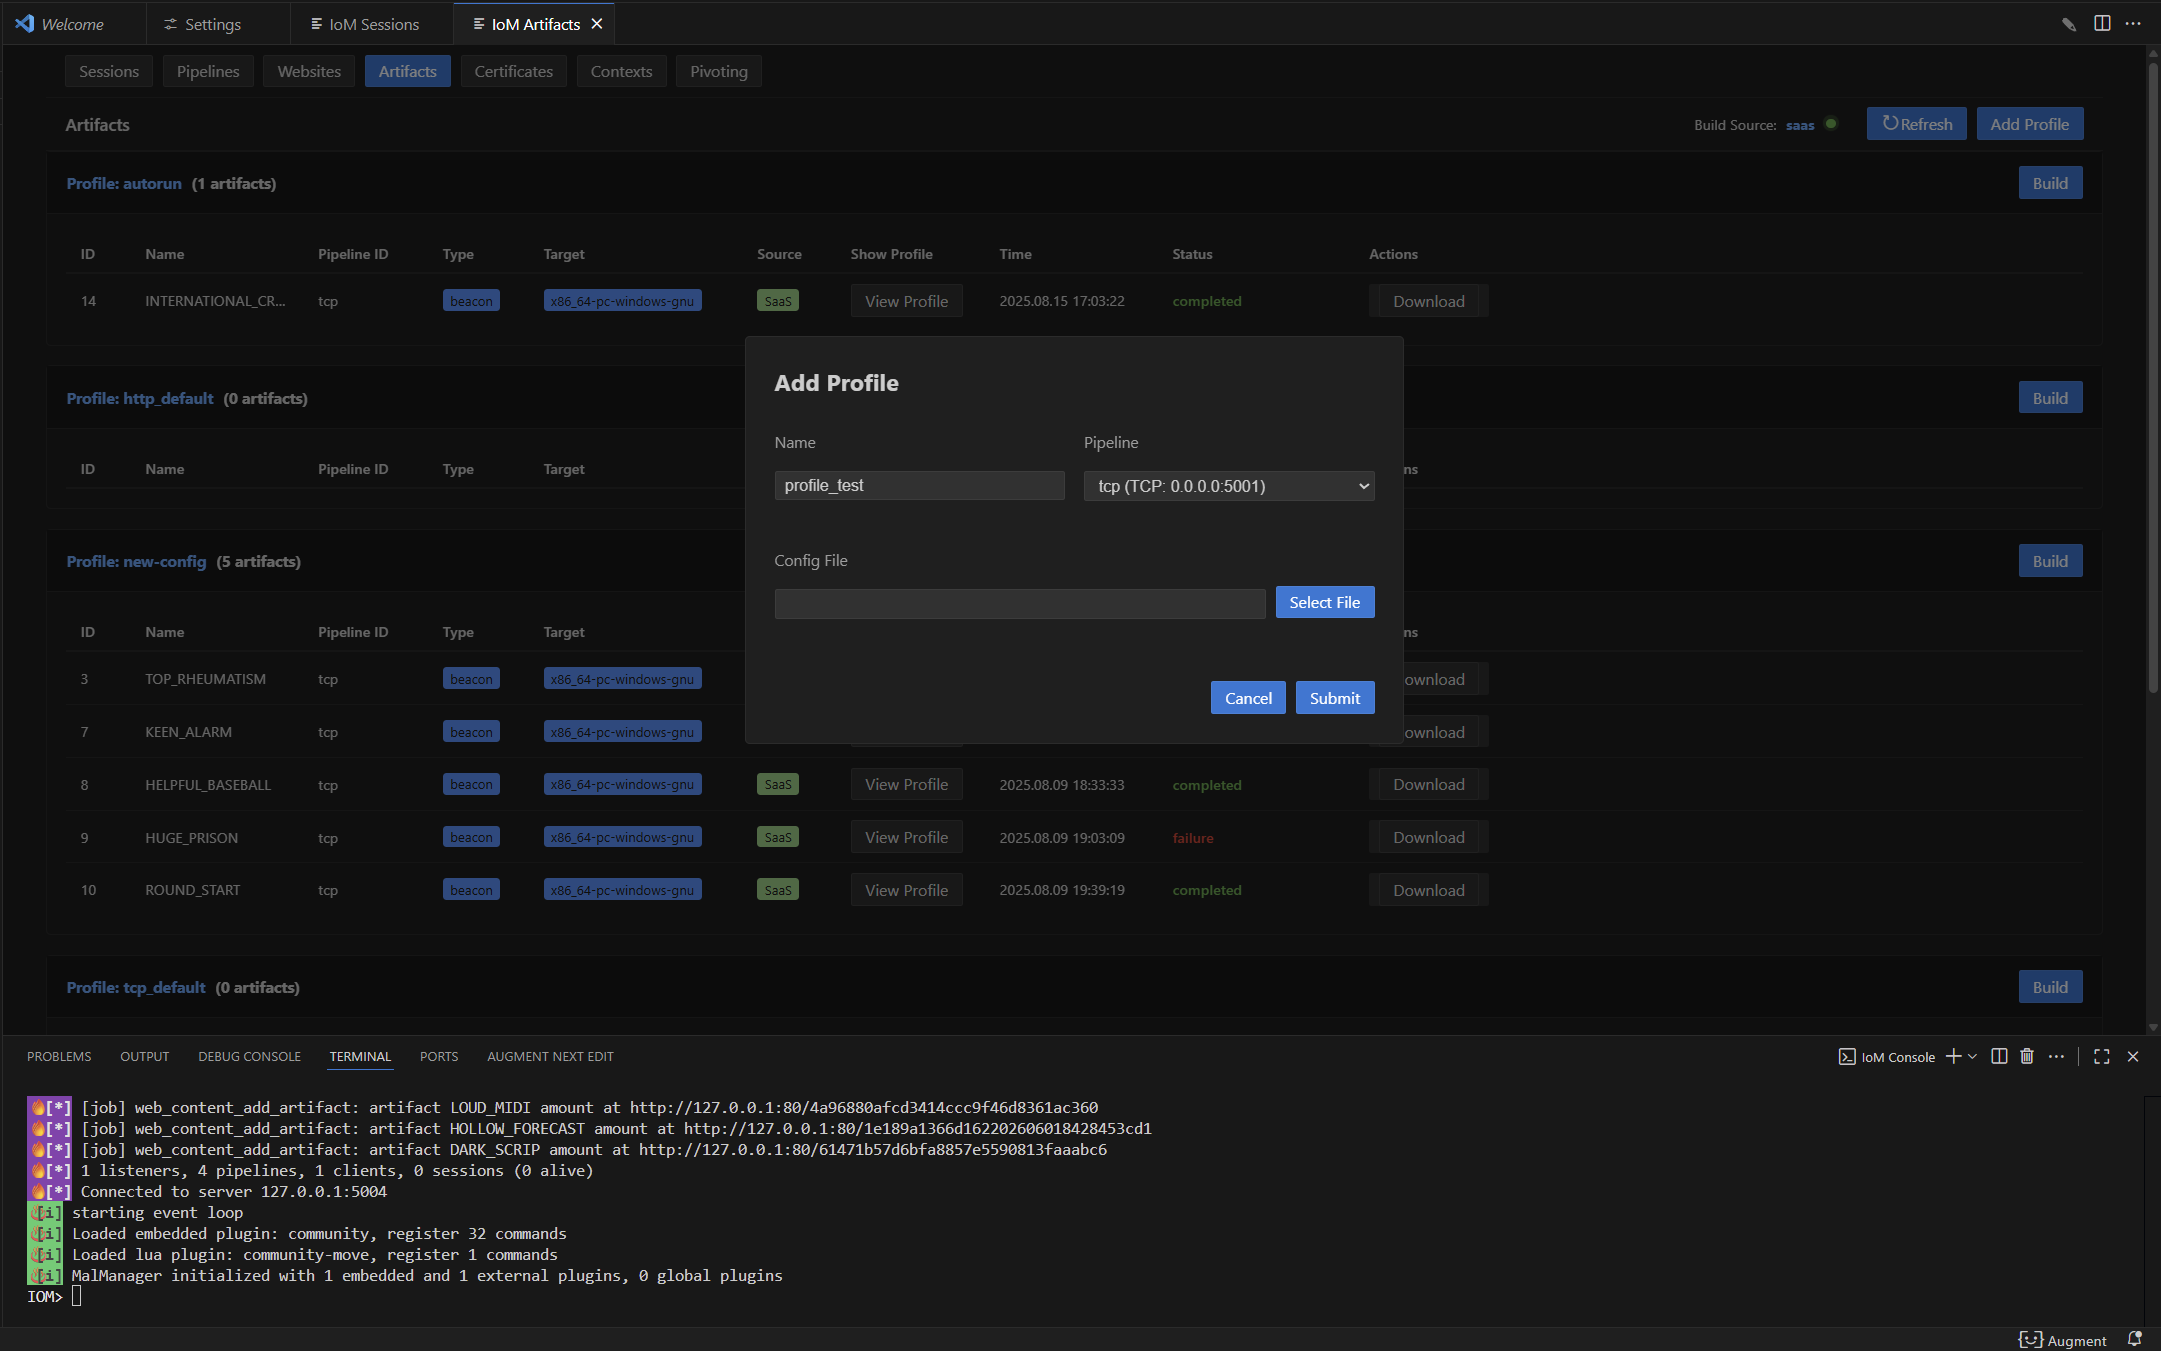 Welcome Settings IoM Sessions IoM Artifacts
Sessions Pipelines Websites Artifacts Certificates Contexts Pivoting
Artifacts Build Source: saas Refresh Add Profile
Profile: autorun (1 artifacts) Build
ID Name Pipeline ID Type Target Source Show Profile Time Status Actions
14 INTERNATIONAL_CR... tcp beacon x86_64-pc-windows-gnu SaaS View Profile 2025.08.15 17:03:22 completed Download
Profile: http_default (0 artifacts) Build
ID Name Pipeline ID Type Target ns
Profile: new-config (5 artifacts) Build
ID Name Pipeline ID Type Target ns
3 TOP_RHEUMATISM tcp beacon x86_64-pc-windows-gnu ownload
7 KEEN_ALARM tcp beacon x86_64-pc-windows-gnu ownload
8 HELPFUL_BASEBALL tcp beacon x86_64-pc-windows-gnu SaaS View Profile 2025.08.09 18:33:33 completed Download
9 HUGE_PRISON tcp beacon x86_64-pc-windows-gnu SaaS View Profile 2025.08.09 19:03:09 failure Download
10 ROUND_START tcp beacon x86_64-pc-windows-gnu SaaS View Profile 2025.08.09 19:39:19 completed Download
Profile: tcp_default (0 artifacts) Build
Add Profile
Name Pipeline
profile_test tcp (TCP: 0.0.0.0:5001)
Config File
Select File
Cancel Submit
PROBLEMS OUTPUT DEBUG CONSOLE TERMINAL PORTS AUGMENT NEXT EDIT IoM Console
[*] [job] web_content_add_artifact: artifact LOUD_MIDI amount at http://127.0.0.1:80/4a96880afcd3414ccc9f46d8361ac360
[*] [job] web_content_add_artifact: artifact HOLLOW_FORECAST amount at http://127.0.0.1:80/1e189a1366d162202606018428453cd1
[*] [job] web_content_add_artifact: artifact DARK_SCRIP amount at http://127.0.0.1:80/61471b57d6bfa8857e5590813faaabc6
[*] 1 listeners, 4 pipelines, 1 clients, 0 sessions (0 alive)
[*] Connected to server 127.0.0.1:5004
[i] starting event loop
[i] Loaded embedded plugin: community, register 32 commands
[i] Loaded lua plugin: community-move, register 1 commands
[i] MalManager initialized with 1 embedded and 1 external plugins, 0 global plugins
IOM>
Augment